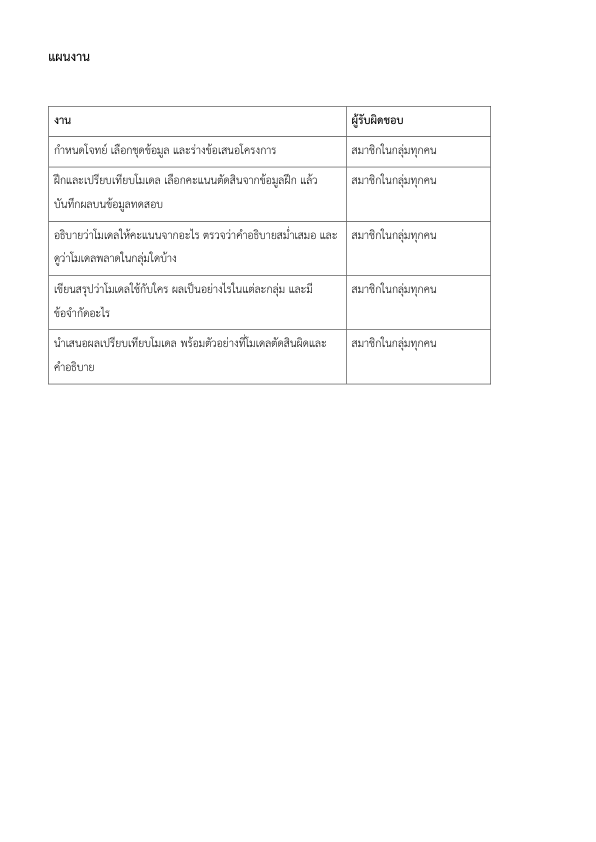 แผนงาน
งาน
ผู้รับผิดชอบ
กำหนดโจทย์ เลือกชุดข้อมูล และร่างข้อเสนอโครงการ
สมาชิกในกลุ่มทุกคน
ฝึกและเปรียบเทียบโมเดล เลือกคะแนนตัดสินจากข้อมูลฝึก แล้ว
บันทึกผลบนข้อมูลทดสอบ
สมาชิกในกลุ่มทุกคน
อธิบายว่าโมเดลให้คะแนนจากอะไร ตรวจว่าคำอธิบายสม่ำเสมอ และ
ดูว่าโมเดลพลาดในกลุ่มใดบ้าง
สมาชิกในกลุ่มทุกคน
เขียนสรุปว่าโมเดลใช้กับใคร ผลเป็นอย่างไรในแต่ละกลุ่ม และมี
ข้อจำกัดอะไร
สมาชิกในกลุ่มทุกคน
นำเสนอผลเปรียบเทียบโมเดล พร้อมตัวอย่างที่โมเดลตัดสินผิดและ
คำอธิบาย
สมาชิกในกลุ่มทุกคน